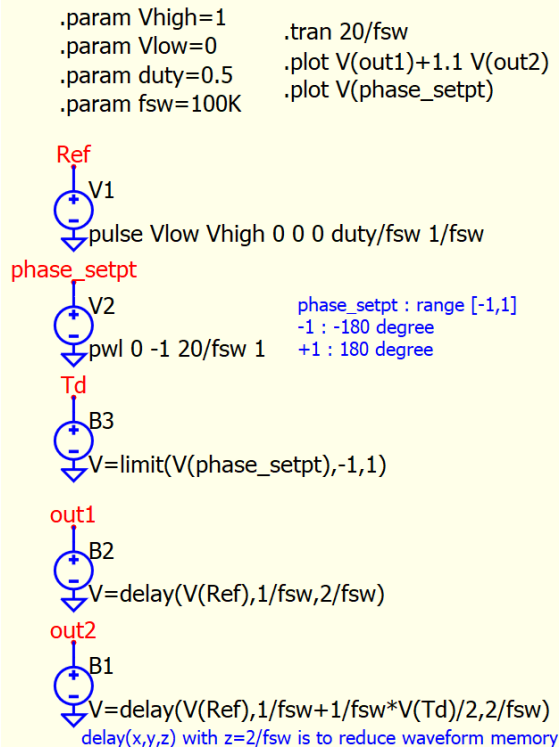 .param Vhigh=1
.param Vlow=0
.param duty=0.5
.param fsw=100K
.tran 20/fsw
.plot V(out1)+1.1 V(out2)
.plot V(phase_setpt)
Ref
V1
pulse Vlow Vhigh 0 0 0 duty/fsw 1/fsw
phase_setpt
V2
pwl 0 -1 20/fsw 1
phase_setpt : range [-1,1]
-1 : -180 degree
+1 : 180 degree
Td
B3
V=limit(V(phase_setpt),-1,1)
out1
B2
V=delay(V(Ref),1/fsw,2/fsw)
out2
B1
V=delay(V(Ref),1/fsw+1/fsw*V(Td)/2,2/fsw)
delay(x,y,z) with z=2/fsw is to reduce waveform memory